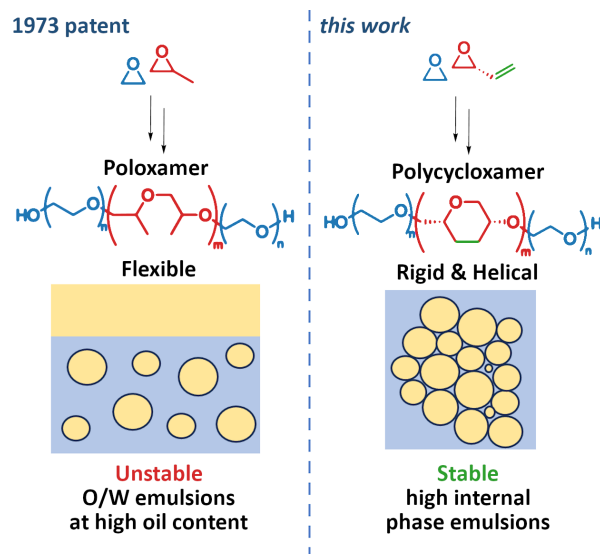 1973 patent
this work
O
O
O
O
Poloxamer
Polycycloxamer
HO
O
n
O
O
m
O
n
H
HO
O
n
O
O
m
O
n
H
Flexible
Rigid & Helical
Unstable
O/W emulsions
at high oil content
Stable
high internal
phase emulsions